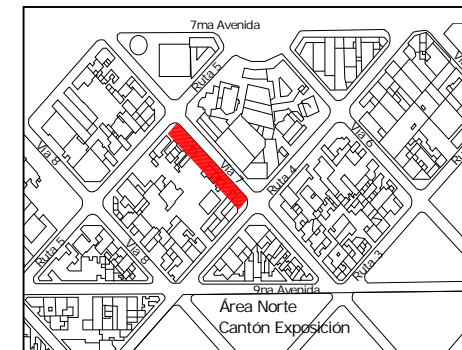 7ma Avenida
Ruta 5
Vía 6
Vía 8
Vía 7
Ruta 4
Ruta 5
Vía 8
Ruta 3
9na Avenida
Área Norte
Cantón Exposición